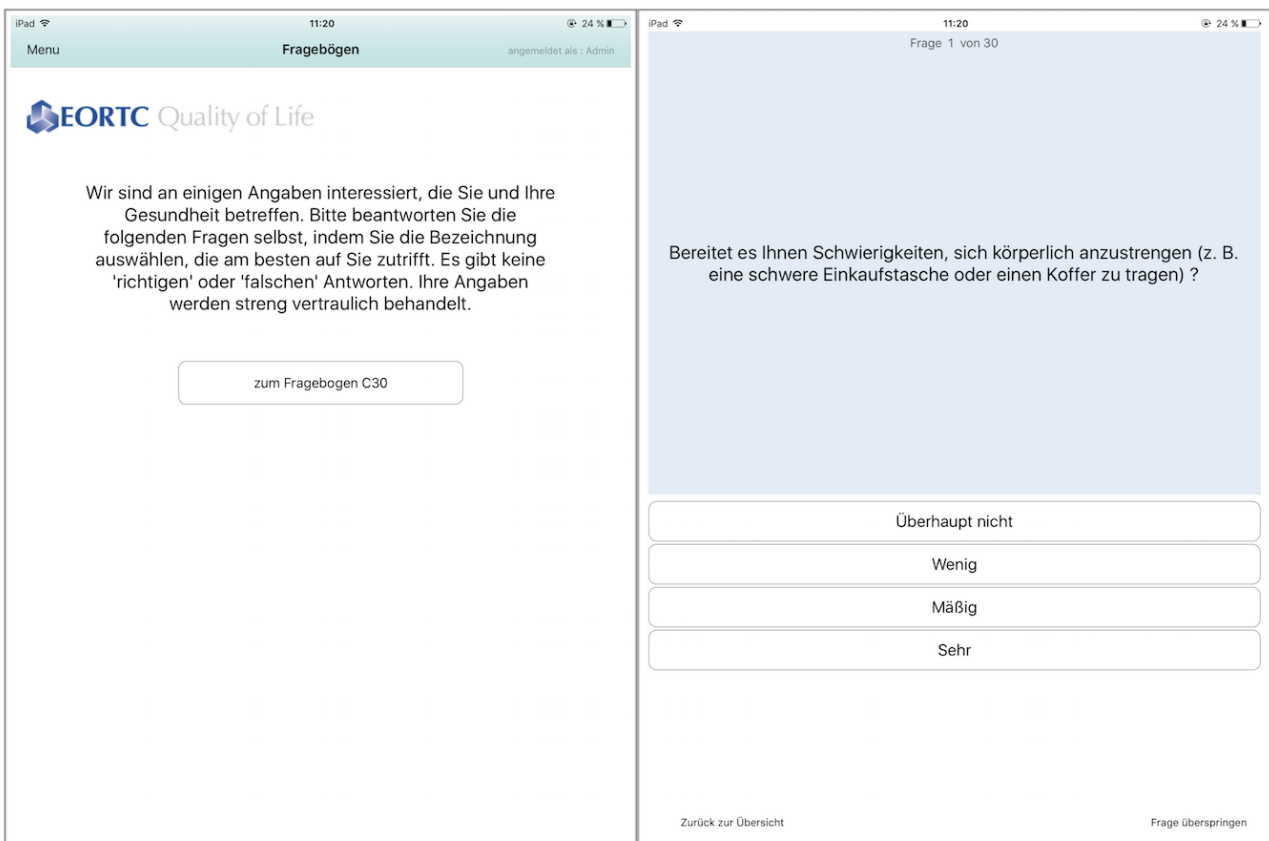 iPad 11:20 24 %
Menu Fragebögen angemeldet als : Admin
EORTC Quality of Life
Wir sind an einigen Angaben interessiert, die Sie und Ihre
Gesundheit betreffen. Bitte beantworten Sie die
folgenden Fragen selbst, indem Sie die Bezeichnung
auswählen, die am besten auf Sie zutrifft. Es gibt keine
'richtigen' oder 'falschen' Antworten. Ihre Angaben
werden streng vertraulich behandelt.
zum Fragebogen C30
iPad 11:20 24 %
Frage 1 von 30
Bereitet es Ihnen Schwierigkeiten, sich körperlich anzustrengen (z. B.
eine schwere Einkaufstasche oder einen Koffer zu tragen) ?
Überhaupt nicht
Wenig
Mäßig
Sehr
Zurück zur Übersicht Frage überspringen